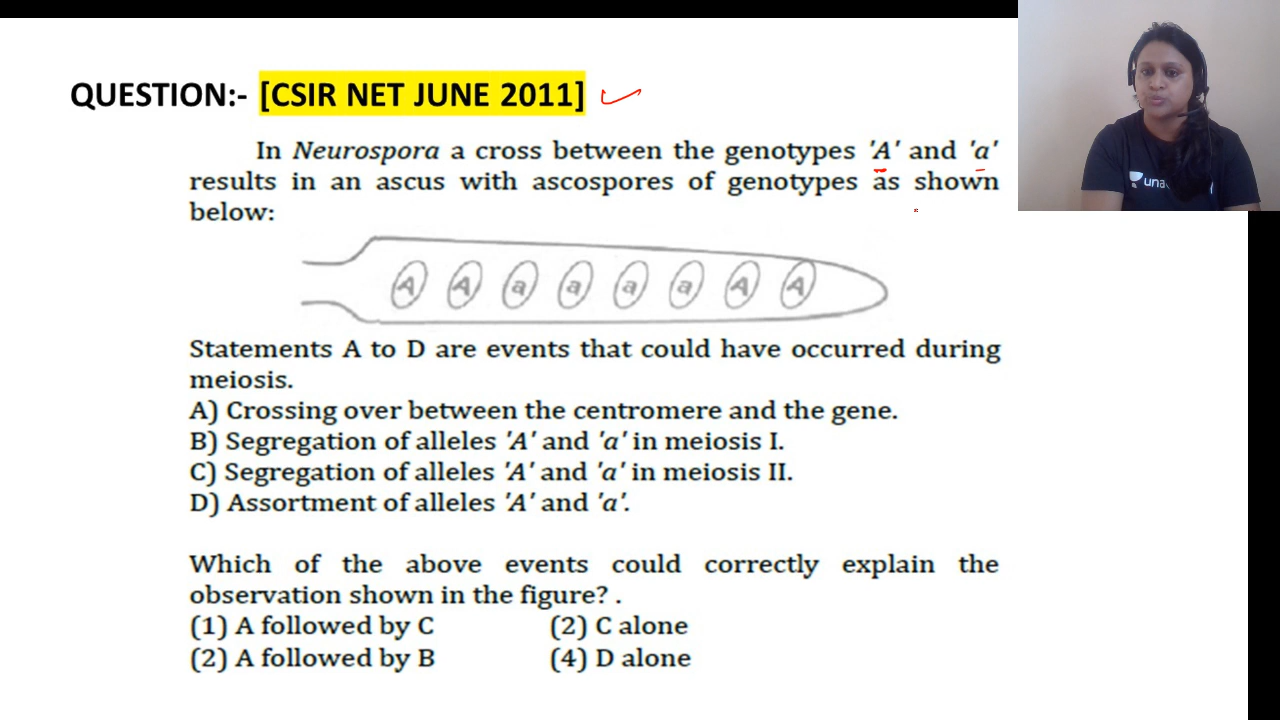 QUESTION:- [CSIR NET JUNE 2011]
In Neurospora a cross between the genotypes 'A' and 'a'
results in an ascus with ascospores of genotypes as shown
below:
A A a a a a A A
Statements A to D are events that could have occurred during
meiosis.
A) Crossing over between the centromere and the gene.
B) Segregation of alleles 'A' and 'a' in meiosis I.
C) Segregation of alleles 'A' and 'a' in meiosis II.
D) Assortment of alleles 'A' and 'a'.
Which of the above events could correctly explain the
observation shown in the figure? .
(1) A followed by C (2) C alone
(2) A followed by B (4) D alone